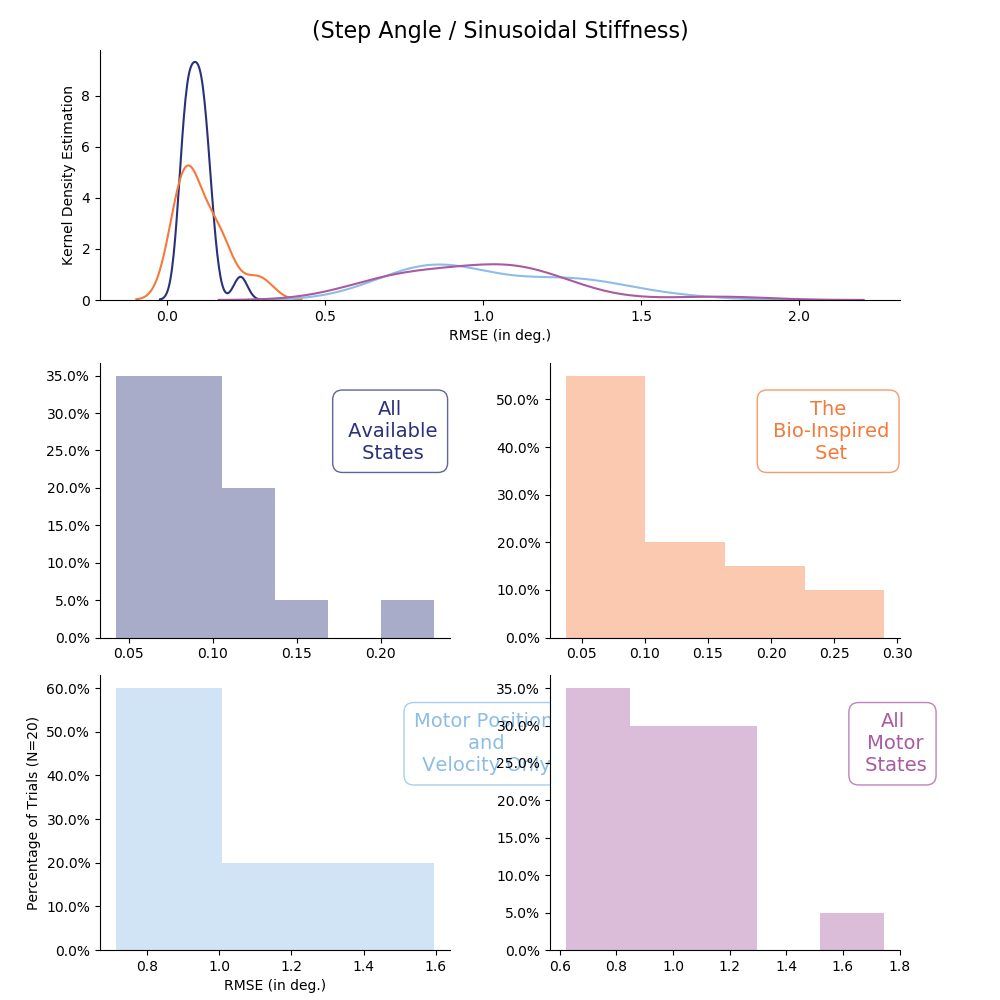 (Step Angle / Sinusoidal Stiffness)
Kernel Density Estimation
8
6
4
2
0
0.0 0.5 1.0 1.5 2.0
RMSE (in deg.)
35.0%
30.0%
25.0%
20.0%
15.0%
10.0%
5.0%
0.0%
0.05 0.10 0.15 0.20
All
Available
States
50.0%
40.0%
30.0%
20.0%
10.0%
0.0%
0.05 0.10 0.15 0.20 0.25 0.30
The
Bio-Inspired
Set
Percentage of Trials (N=20)
60.0%
50.0%
40.0%
30.0%
20.0%
10.0%
0.0%
0.8 1.0 1.2 1.4 1.6
RMSE (in deg.)
Motor Position
and
Velocity Only
35.0%
30.0%
25.0%
20.0%
15.0%
10.0%
5.0%
0.0%
0.6 0.8 1.0 1.2 1.4 1.6 1.8
All
Motor
States